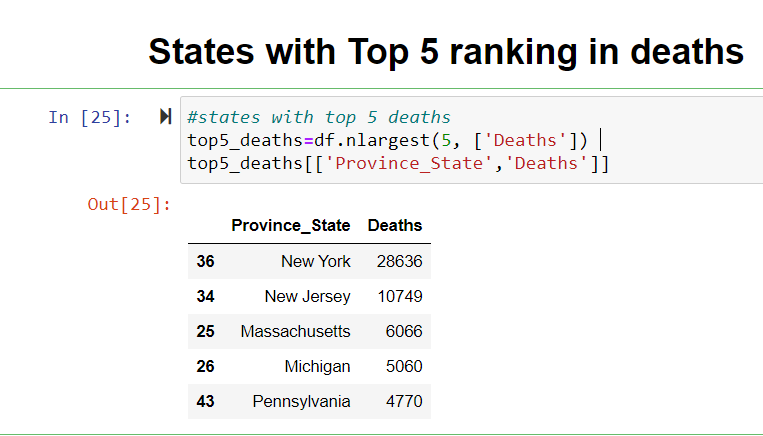 States with Top 5 ranking in deaths
In [25]: #states with top 5 deaths
top5_deaths=df.nlargest(5, ['Deaths'])
top5_deaths[['Province_State','Deaths']]
Out[25]:
Province_State Deaths
36 New York 28636
34 New Jersey 10749
25 Massachusetts 6066
26 Michigan 5060
43 Pennsylvania 4770